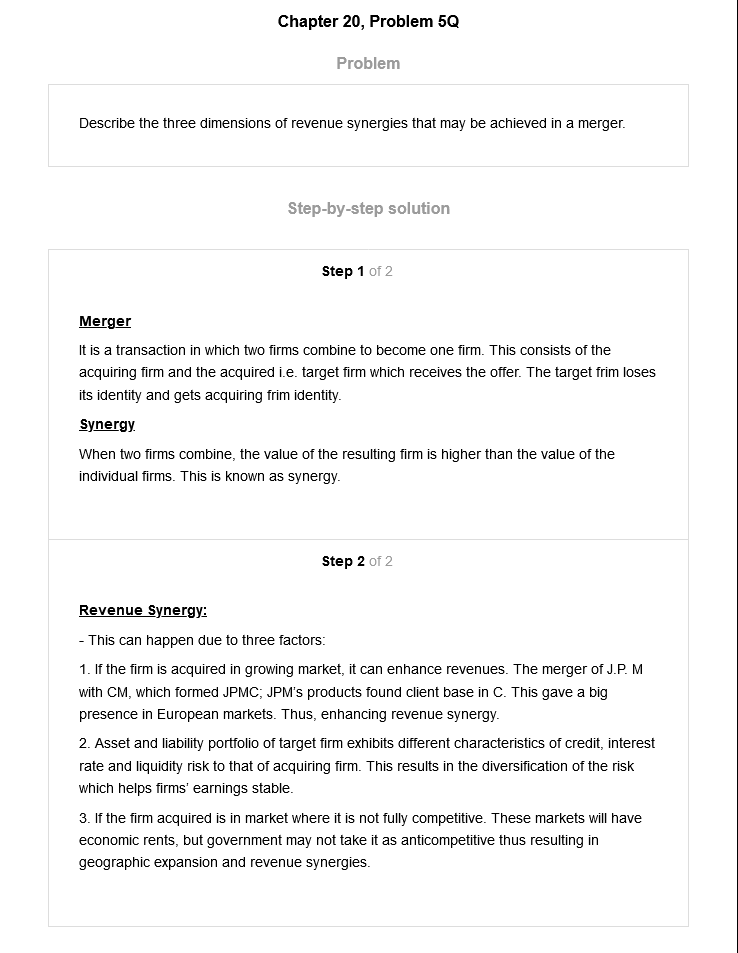 Chapter 20, Problem 5Q
Problem
Describe the three dimensions of revenue synergies that may be achieved in a merger.
Step-by-step solution
Step 1 of 2
Merger
It is a transaction in which two firms combine to become one firm. This consists of the
acquiring firm and the acquired i.e. target firm which receives the offer. The target frim loses
its identity and gets acquiring frim identity.
Synergy
When two firms combine, the value of the resulting firm is higher than the value of the
individual firms. This is known as synergy.
Step 2 of 2
Revenue Synergy:
- This can happen due to three factors:
1. If the firm is acquired in growing market, it can enhance revenues. The merger of J.P. M
with CM, which formed JPMC; JPM's products found client base in C. This gave a big
presence in European markets. Thus, enhancing revenue synergy.
2. Asset and liability portfolio of target firm exhibits different characteristics of credit, interest
rate and liquidity risk to that of acquiring firm. This results in the diversification of the risk
which helps firms' earnings stable.
3. If the firm acquired is in market where it is not fully competitive. These markets will have
economic rents, but government may not take it as anticompetitive thus resulting in
geographic expansion and revenue synergies.